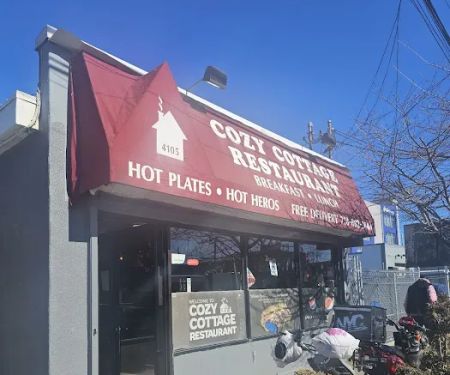 4105
COZY COTTAGE
RESTAURANT
BREAKFAST • LUNCH
HOT PLATES • HOT HEROS
FREE DELIVERY
WELCOME TO
COZY
COTTAGE
RESTAURANT